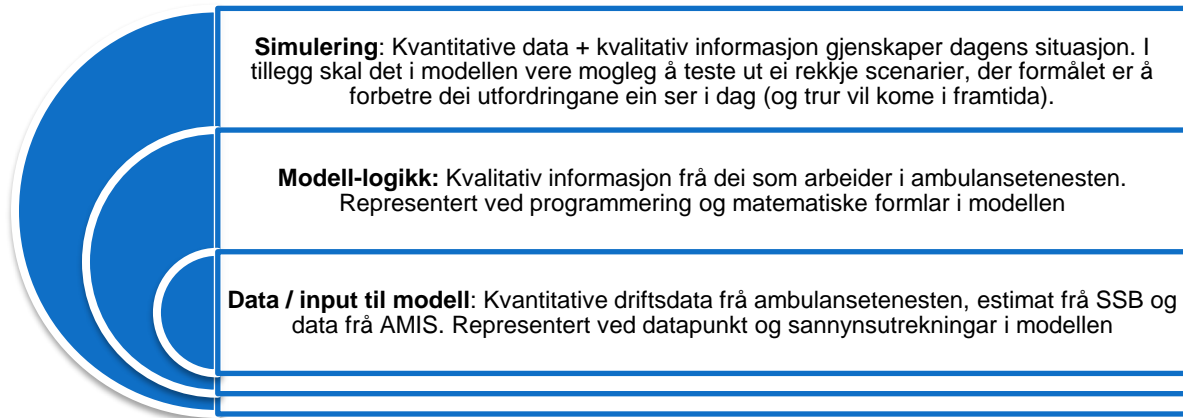 Simulering: Kvantitative data + kvalitativ informasjon gjenskaper dagens situasjon. I
tillegg skal det i modellen vere mogleg å teste ut ei rekkje scenarier, der formålet er å
forbetre dei utfordringane ein ser i dag (og trur vil kome i framtida).
Modell-logikk: Kvalitativ informasjon frå dei som arbeider i ambulansetenesten.
Representert ved programmering og matematiske formlar i modellen
Data / input til modell: Kvantitative driftsdata frå ambulansetenesten, estimat frå SSB og
data frå AMIS. Representert ved datapunkt og sannynsutrekningar i modellen